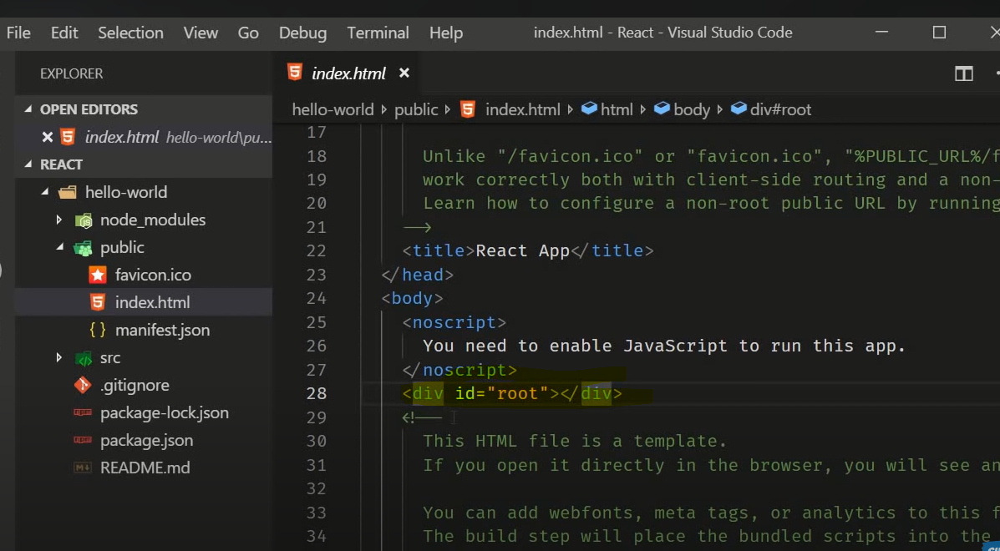 File Edit Selection View Go Debug Terminal Help index.html - React - Visual Studio Code
EXPLORER
OPEN EDITORS
index.html hello-world\pu...
REACT
hello-world
node_modules
public
favicon.ico
index.html
manifest.json
src
.gitignore
package-lock.json
package.json
README.md
index.html
hello-world public index.html html body div#root
17
18 Unlike "/favicon.ico" or "favicon.ico", "%PUBLIC_URL%/f
19 work correctly both with client-side routing and a non-
20 Learn how to configure a non-root public URL by running
21 -->
22 <title>React App</title>
23 </head>
24 <body>
25 <noscript>
26 You need to enable JavaScript to run this app.
27 </noscript>
28 <div id="root"></div>
29 <!--
30 This HTML file is a template.
31 If you open it directly in the browser, you will see an
32
33 You can add webfonts, meta tags, or analytics to this f
34 The build step will place the bundled scripts into the